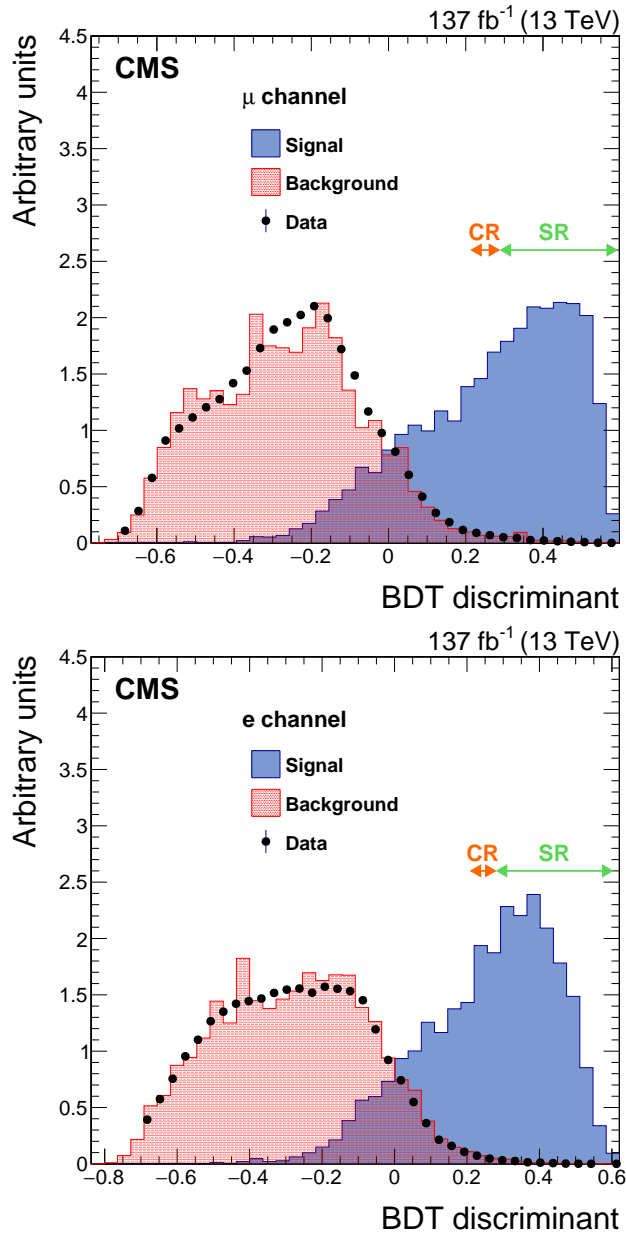 137 fb⁻¹ (13 TeV)
4.5
4
3.5
3
2.5
2
1.5
1
0.5
0
Arbitrary units
CMS
μ channel
Signal
Background
Data
CR SR
−0.6 −0.4 −0.2 0 0.2 0.4
BDT discriminant
137 fb⁻¹ (13 TeV)
4.5
4
3.5
3
2.5
2
1.5
1
0.5
0
Arbitrary units
CMS
e channel
Signal
Background
Data
CR SR
−0.8 −0.6 −0.4 −0.2 0 0.2 0.4 0.6
BDT discriminant